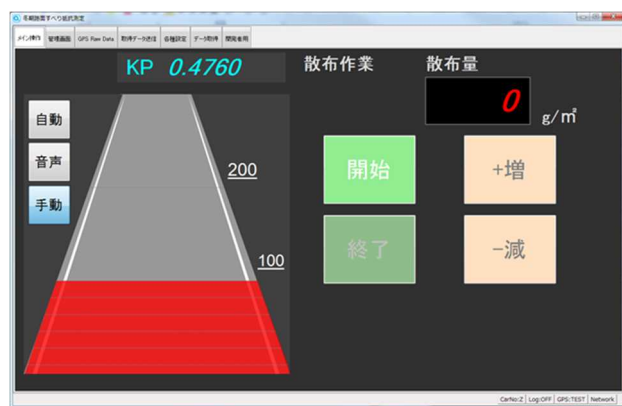 冬期路面すべり抵抗測定
メイン操作 管理画面 GPS Raw Data 取得データ送信 各種設定 データ取得 開発者用
KP 0.4760
散布作業 散布量
0 g/㎡
自動
音声
手動
200
100
開始
+増
終了
-減
CarNo:Z Log:OFF GPS:TEST Network